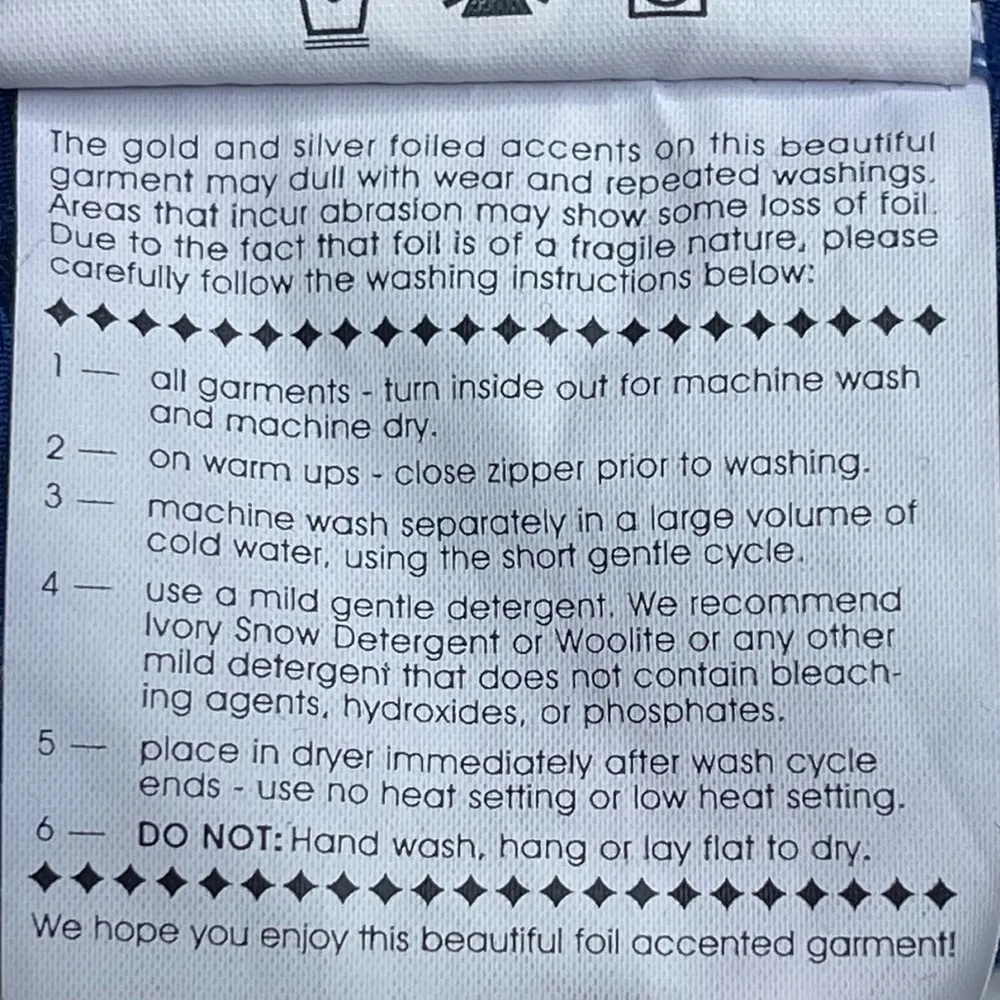 The gold and silver foiled accents on this beautiful
garment may dull with wear and repeated washings.
Areas that incur abrasion may show some loss of foil.
Due to the fact that foil is of a fragile nature, please
carefully follow the washing instructions below:
1 — all garments - turn inside out for machine wash
and machine dry.
2 — on warm ups - close zipper prior to washing.
3 — machine wash separately in a large volume of
cold water, using the short gentle cycle.
4 — use a mild gentle detergent. We recommend
Ivory Snow Detergent or Woolite or any other
mild detergent that does not contain bleach-
ing agents, hydroxides, or phosphates.
5 — place in dryer immediately after wash cycle
ends - use no heat setting or low heat setting.
6 — DO NOT: Hand wash, hang or lay flat to dry.
We hope you enjoy this beautiful foil accented garment!